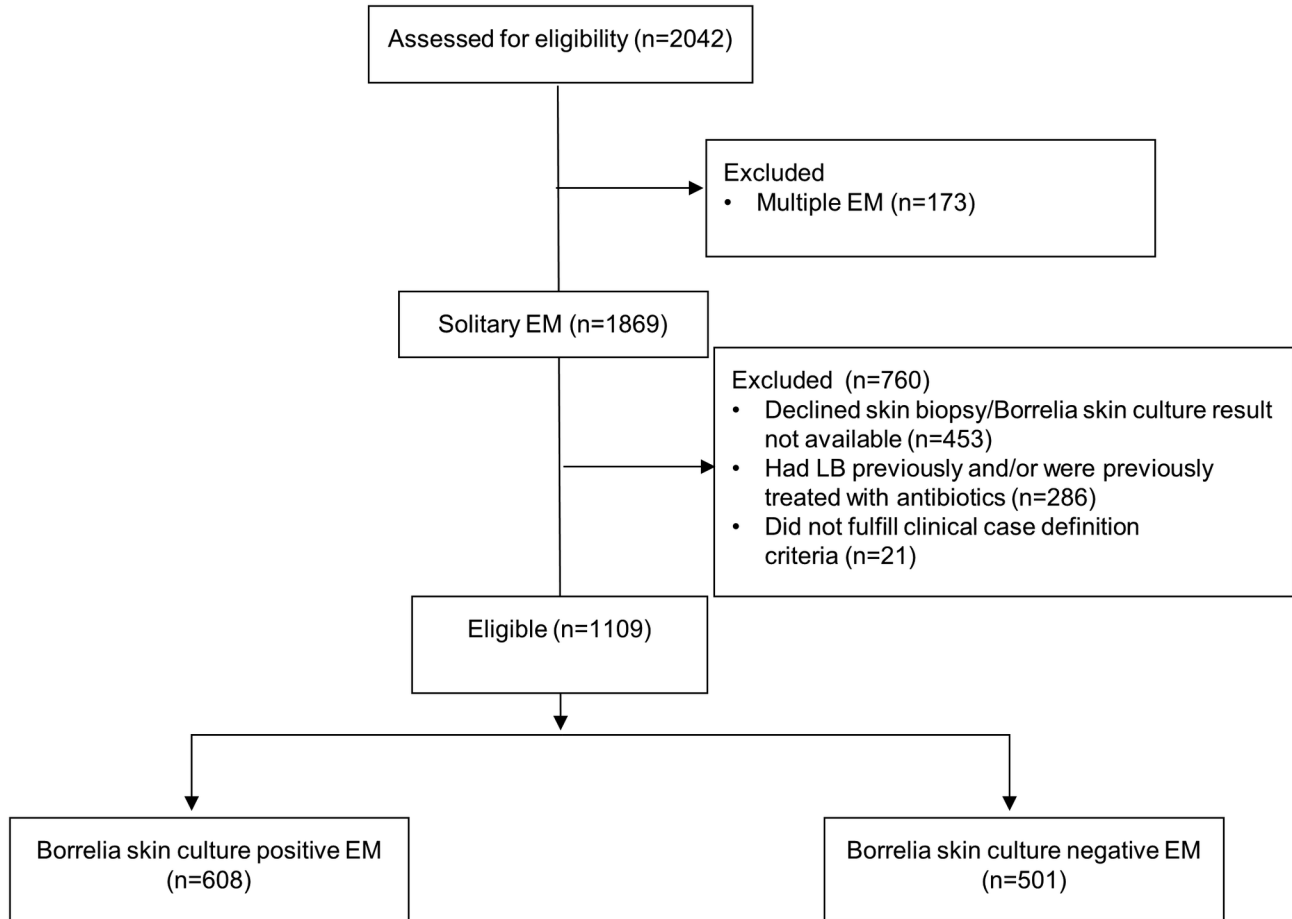 Assessed for eligibility (n=2042)
Excluded
• Multiple EM (n=173)
Solitary EM (n=1869)
Excluded (n=760)
• Declined skin biopsy/Borrelia skin culture result
not available (n=453)
• Had LB previously and/or were previously
treated with antibiotics (n=286)
• Did not fulfill clinical case definition
criteria (n=21)
Eligible (n=1109)
Borrelia skin culture positive EM
(n=608)
Borrelia skin culture negative EM
(n=501)